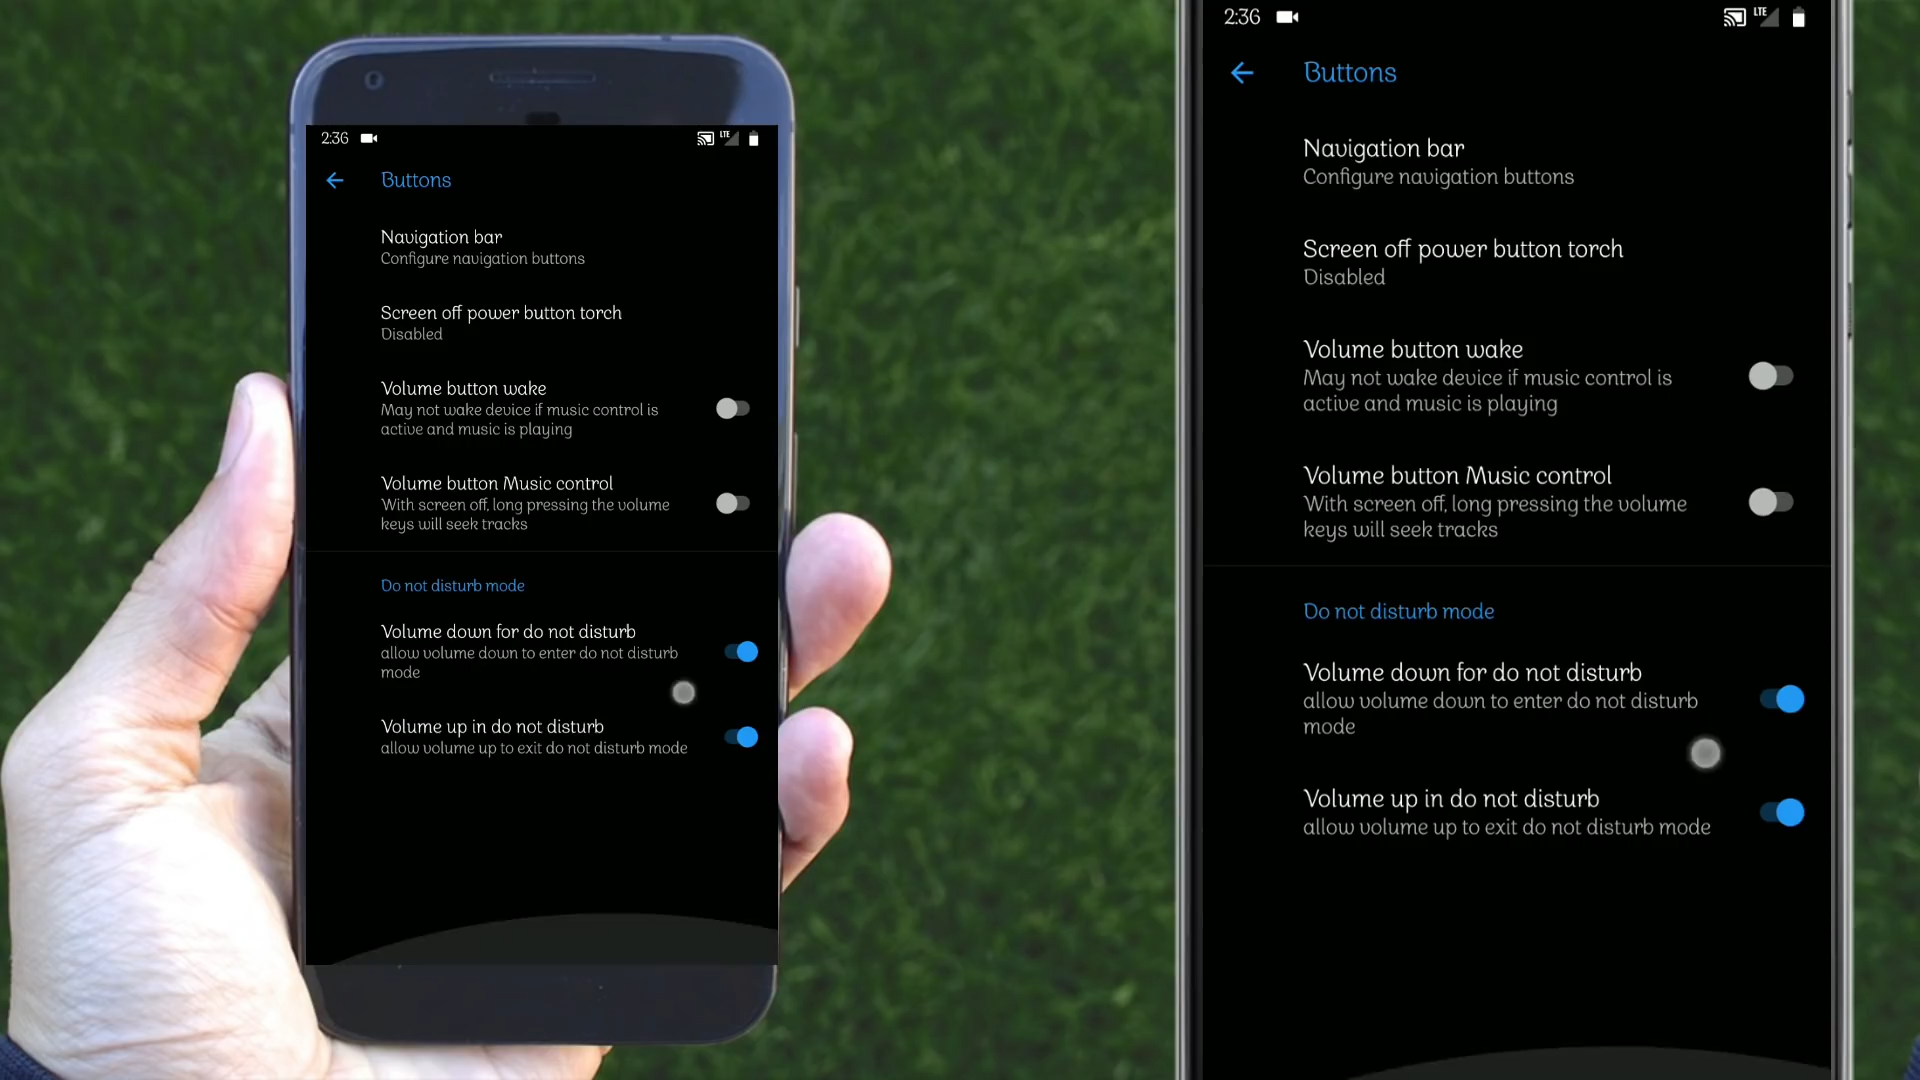 2:36
LTE
Buttons
Navigation bar
Configure navigation buttons
Screen off power button torch
Disabled
Volume button wake
May not wake device if music control is
active and music is playing
Volume button Music control
With screen off, long pressing the volume
keys will seek tracks
Do not disturb mode
Volume down for do not disturb
allow volume down to enter do not disturb
mode
Volume up in do not disturb
allow volume up to exit do not disturb mode
2:36
LTE
Buttons
Navigation bar
Configure navigation buttons
Screen off power button torch
Disabled
Volume button wake
May not wake device if music control is
active and music is playing
Volume button Music control
With screen off, long pressing the volume
keys will seek tracks
Do not disturb mode
Volume down for do not disturb
allow volume down to enter do not disturb
mode
Volume up in do not disturb
allow volume up to exit do not disturb mode